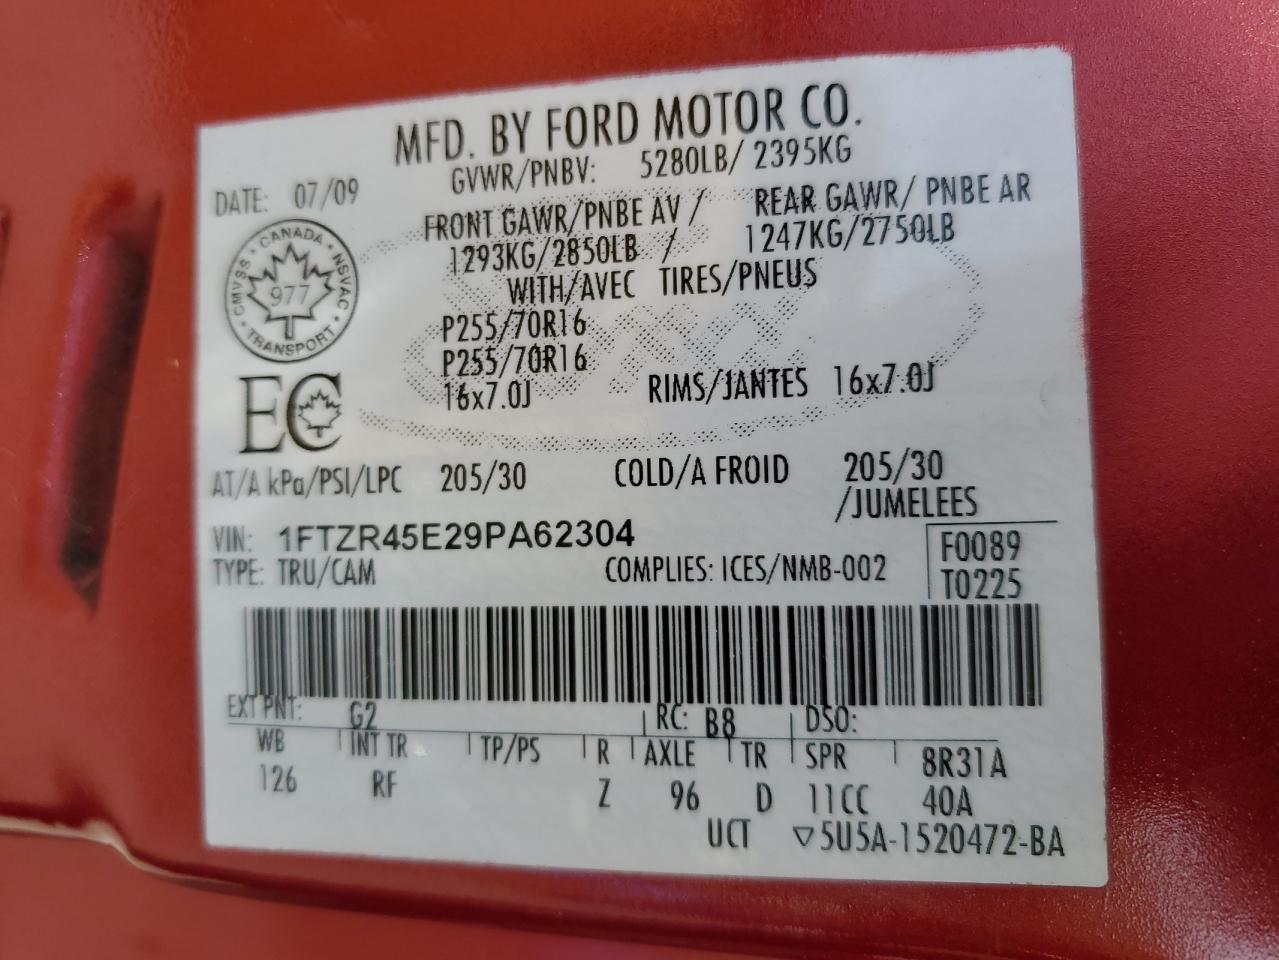 MFD. BY FORD MOTOR CO.
DATE: 07/09
GVWR/PNBV: 5280LB/ 2395KG
FRONT GAWR/PNBE AV / REAR GAWR/ PNBE AR
1293KG/2850LB / 1247KG/2750LB
WITH/AVEC TIRES/PNEUS
CANADA
CMVSS · NSVAC
977
TRANSPORT
P255/70R16
P255/70R16
16x7.0J RIMS/JANTES 16x7.0J
EC
AT/A kPa/PSI/LPC 205/30 COLD/A FROID 205/30
/JUMELEES
VIN: 1FTZR45E29PA62304
F0089
TYPE: TRU/CAM COMPLIES: ICES/NMB-002
T0225
EXT PNT: G2 RC: B8 DSO:
WB INT TR TP/PS R AXLE TR SPR 8R31A
126 RF Z 96 D 11CC 40A
UCT ▽5U5A-1520472-BA